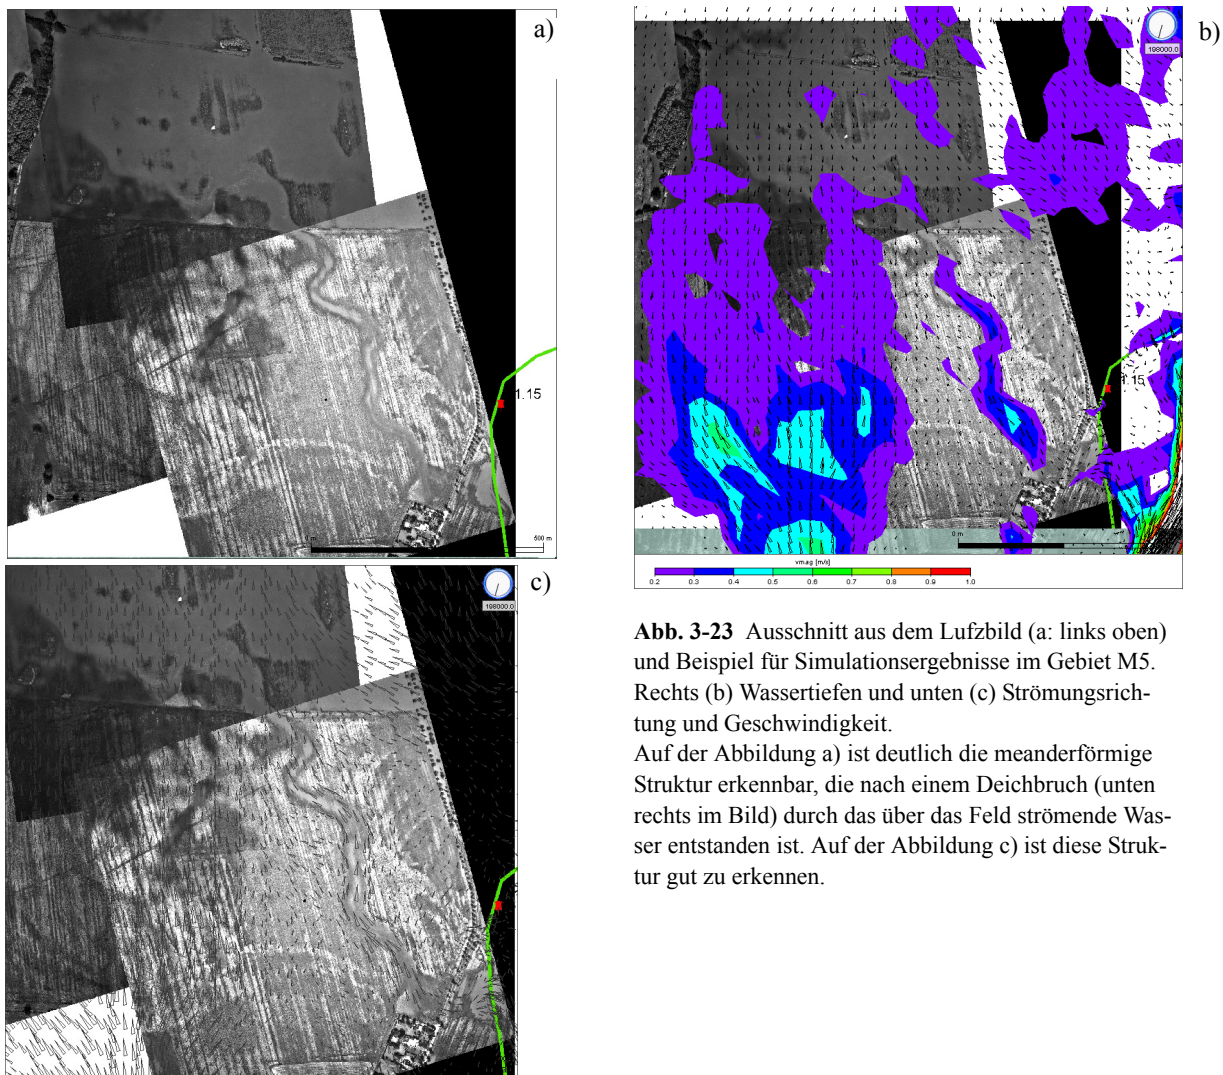 a)
1.15
500 m
b)
198000.0
1.15
0 m
vmag [m/s]
0.2 0.3 0.4 0.5 0.6 0.7 0.8 0.9 1.0
c)
198000.0
Abb. 3-23 Ausschnitt aus dem Lufzbild (a: links oben)
und Beispiel für Simulationsergebnisse im Gebiet M5.
Rechts (b) Wassertiefen und unten (c) Strömungsrich-
tung und Geschwindigkeit.
Auf der Abbildung a) ist deutlich die meanderförmige
Struktur erkennbar, die nach einem Deichbruch (unten
rechts im Bild) durch das über das Feld strömende Was-
ser entstanden ist. Auf der Abbildung c) ist diese Struk-
tur gut zu erkennen.